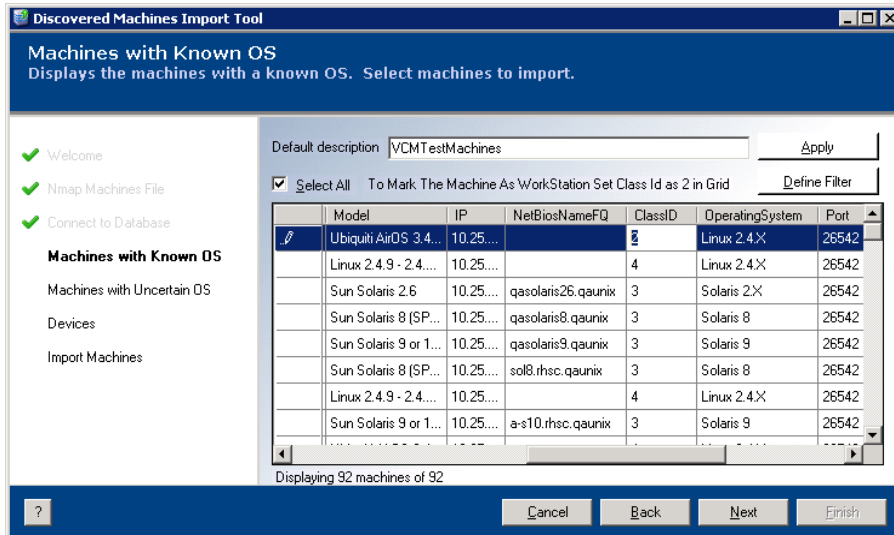 Discovered Machines Import Tool
Machines with Known OS
Displays the machines with a known OS. Select machines to import.
Welcome
Nmap Machines File
Connect to Database
Machines with Known OS
Machines with Uncertain OS
Devices
Import Machines
Default description VCMTestMachines Apply
Select All To Mark The Machine As WorkStation Set Class Id as 2 in Grid Define Filter
Model IP NetBiosNameFQ ClassID OperatingSystem Port
Ubiquiti AirOS 3.4... 10.25.... 2 Linux 2.4.X 26542
Linux 2.4.9 - 2.4.... 10.25.... 4 Linux 2.4.X 26542
Sun Solaris 2.6 10.25.... qasolaris26.qaunix 3 Solaris 2.X 26542
Sun Solaris 8 (SP... 10.25.... qasolaris8.qaunix 3 Solaris 8 26542
Sun Solaris 9 or 1... 10.25.... qasolaris9.qaunix 3 Solaris 9 26542
Sun Solaris 8 (SP... 10.25.... sol8.rhsc.qaunix 3 Solaris 8 26542
Linux 2.4.9 - 2.4.... 10.25.... 4 Linux 2.4.X 26542
Sun Solaris 9 or 1... 10.25.... a-s10.rhsc.qaunix 3 Solaris 9 26542
Displaying 92 machines of 92
? Cancel Back Next Finish